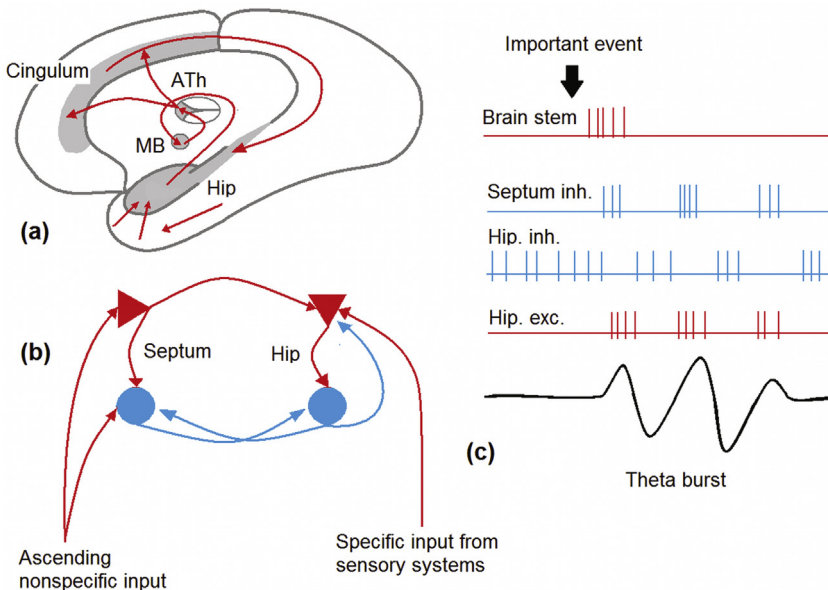 Cingulum
ATh
MB
Hip
(a)
Septum
Hip
(b)
Ascending
nonspecific input
Specific input from
sensory systems
Important event
Brain stem
Septum inh.
Hip. inh.
Hip. exc.
(c)
Theta burst